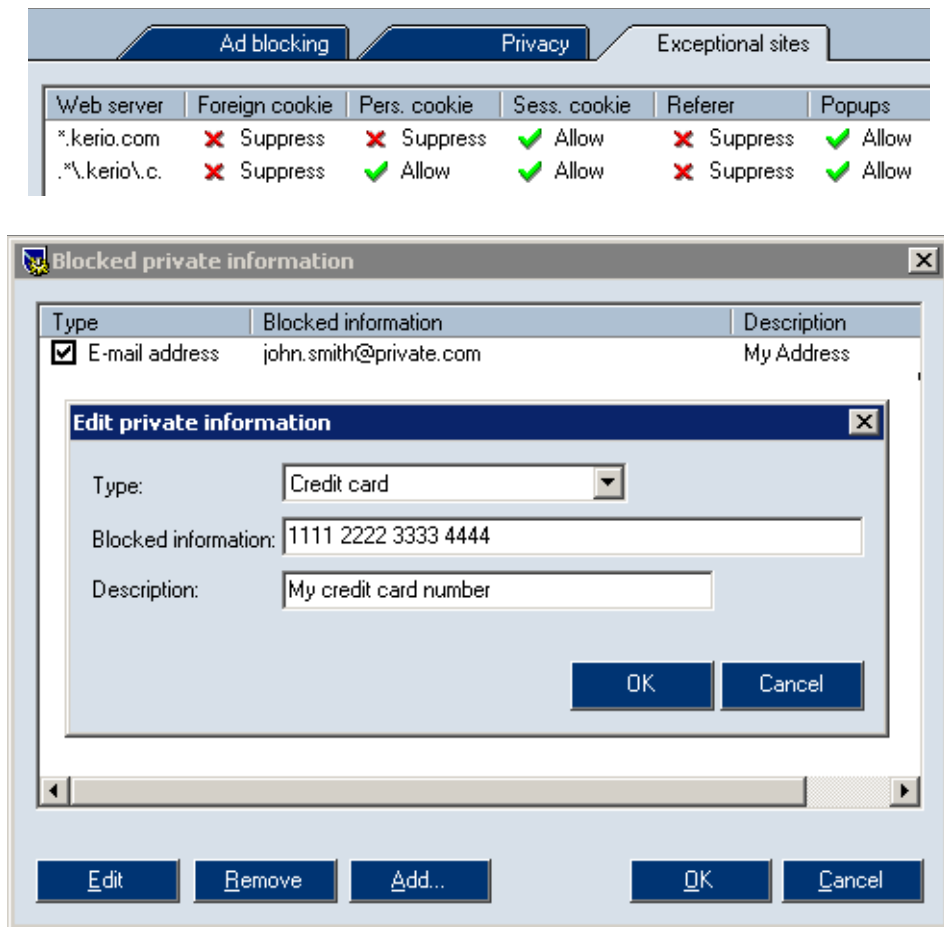 Ad blocking Privacy Exceptional sites
Web server Foreign cookie Pers. cookie Sess. cookie Referer Popups
*.kerio.com Suppress Suppress Allow Suppress Allow
.*\.kerio\.c. Suppress Allow Allow Suppress Allow
Blocked private information
Type Blocked information Description
E-mail address john.smith@private.com My Address
Edit private information
Type: Credit card
Blocked information: 1111 2222 3333 4444
Description: My credit card number
OK Cancel
Edit Remove Add... OK Cancel